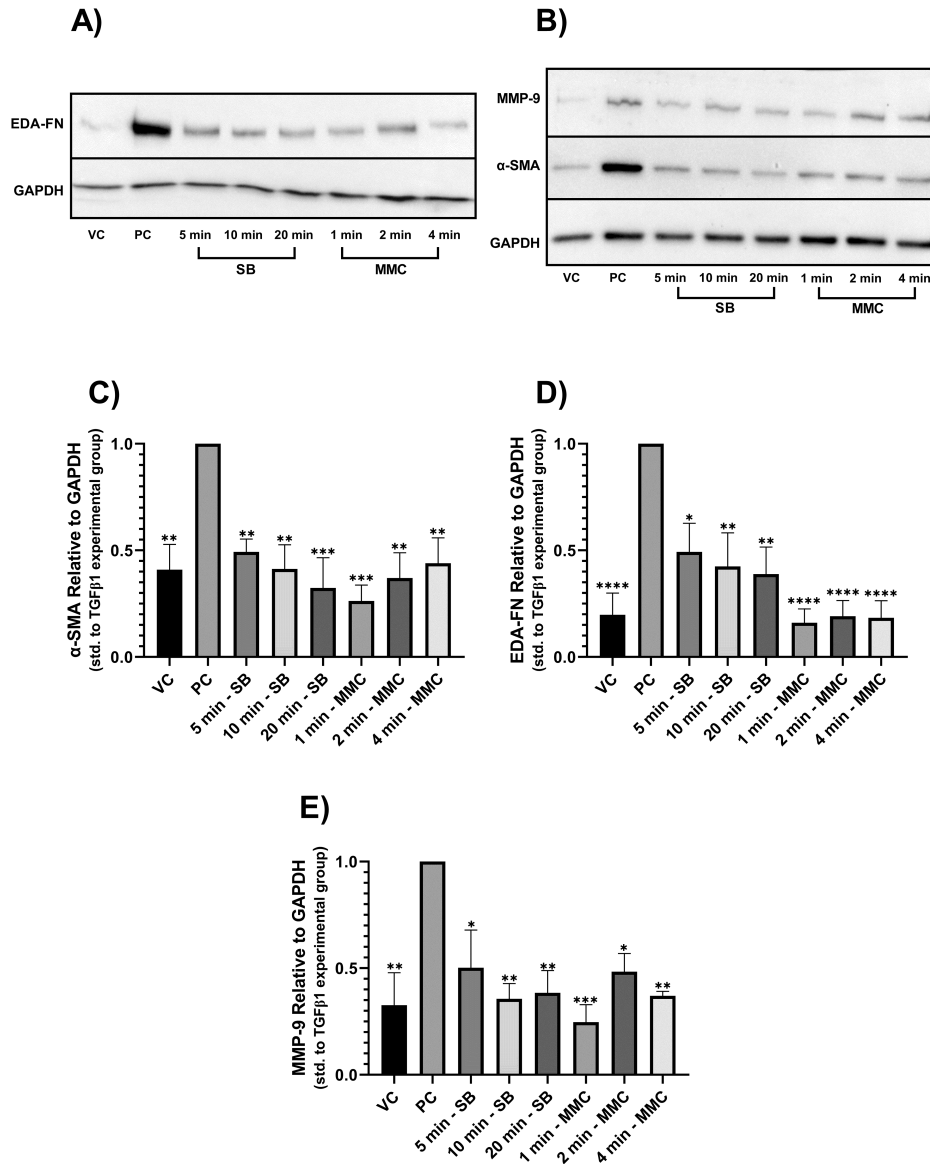 A)
EDA-FN
GAPDH
VC PC 5 min 10 min 20 min 1 min 2 min 4 min
SB MMC
B)
MMP-9
α-SMA
GAPDH
VC PC 5 min 10 min 20 min 1 min 2 min 4 min
SB MMC
C)
α-SMA Relative to GAPDH
(std. to TGFβ1 experimental group)
1.0
0.5
0.0
** ** ** *** *** ** **
VC PC 5 min - SB 10 min - SB 20 min - SB 1 min - MMC 2 min - MMC 4 min - MMC
D)
EDA-FN Relative to GAPDH
(std. to TGFβ1 experimental group)
1.0
0.5
0.0
**** * ** ** **** **** ****
VC PC 5 min - SB 10 min - SB 20 min - SB 1 min - MMC 2 min - MMC 4 min - MMC
E)
MMP-9 Relative to GAPDH
(std. to TGFβ1 experimental group)
1.0
0.5
0.0
** * ** ** *** * **
VC PC 5 min - SB 10 min - SB 20 min - SB 1 min - MMC 2 min - MMC 4 min - MMC